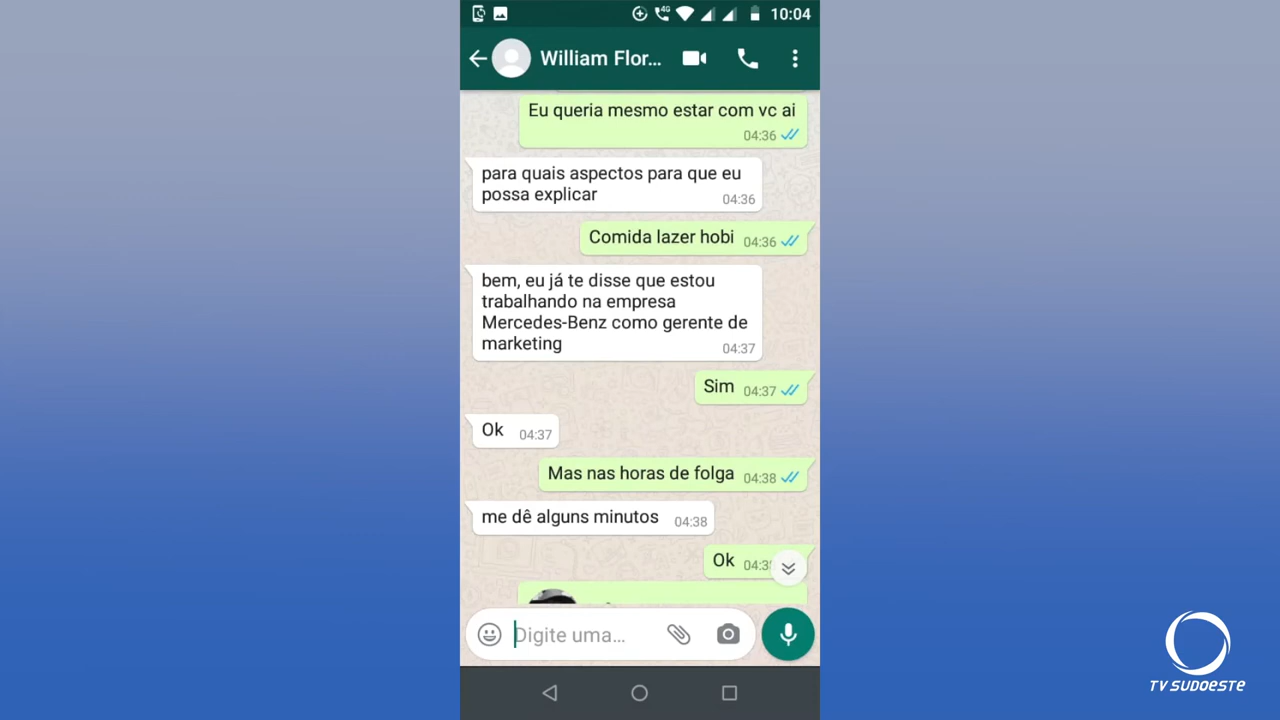 4G 10:04
William Flor...
Eu queria mesmo estar com vc ai
04:36
para quais aspectos para que eu
possa explicar
04:36
Comida lazer hobi 04:36
bem, eu já te disse que estou
trabalhando na empresa
Mercedes-Benz como gerente de
marketing
04:37
Sim 04:37
Ok 04:37
Mas nas horas de folga 04:38
me dê alguns minutos 04:38
Ok
Digite uma...
TV SUDOESTE